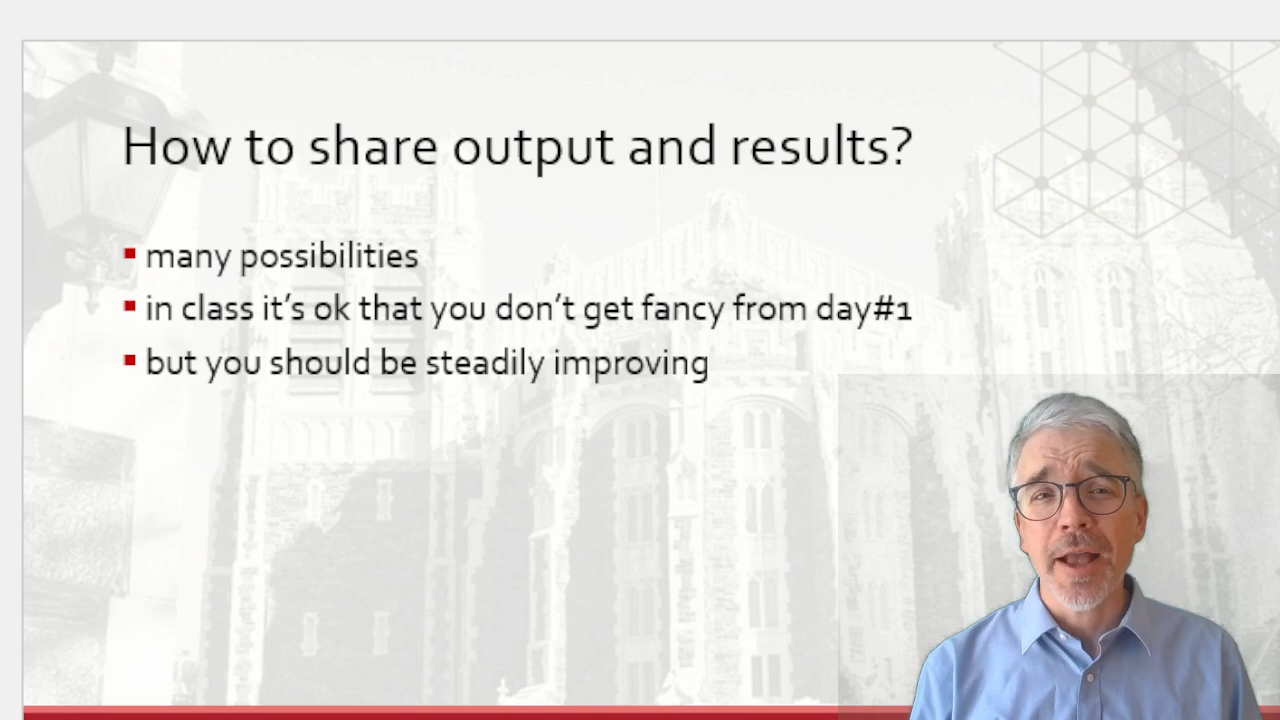 How to share output and results?
many possibilities
in class it’s ok that you don’t get fancy from day#1
but you should be steadily improving